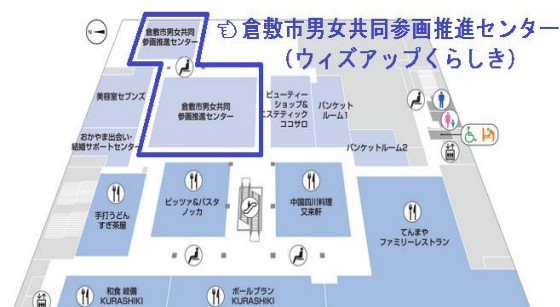 倉敷市男女共同
参画推進センター
☜倉敷市男女共同参画推進センター
（ウィズアップくらしき）
N
美容室セブンズ
倉敷市男女共同
参画推進センター
ビューティー
ショップ&
エステティック
ココサロ
バンケット
ルーム1
おかやま出会い・
結婚サポートセンター
バンケットルーム2
手打うどん
すぎ茶屋
ピッツァ&パスタ
ノッカ
中国四川料理
又来軒
てんまや
ファミリーレストラン
和食 岐備
KURASHIKI
ポールブラン
KURASHIKI